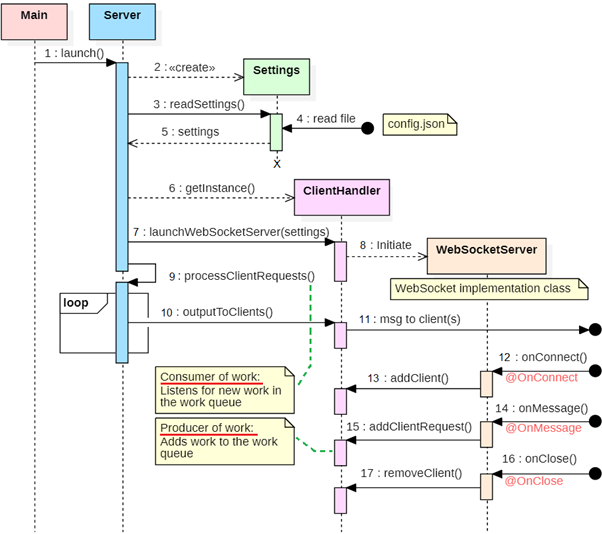 Main
Server
1 : launch()
2 : «create»
Settings
3 : readSettings()
4 : read file
config.json
5 : settings
X
6 : getInstance()
ClientHandler
7 : launchWebSocketServer(settings)
8 : Initiate
WebSocketServer
9 : processClientRequests()
WebSocket implementation class
loop
10 : outputToClients()
11 : msg to client(s)
12 : onConnect()
@OnConnect
13 : addClient()
Consumer of work:
Listens for new work in
the work queue
14 : onMessage()
@OnMessage
15 : addClientRequest()
Producer of work:
Adds work to the work
queue
16 : onClose()
@OnClose
17 : removeClient()